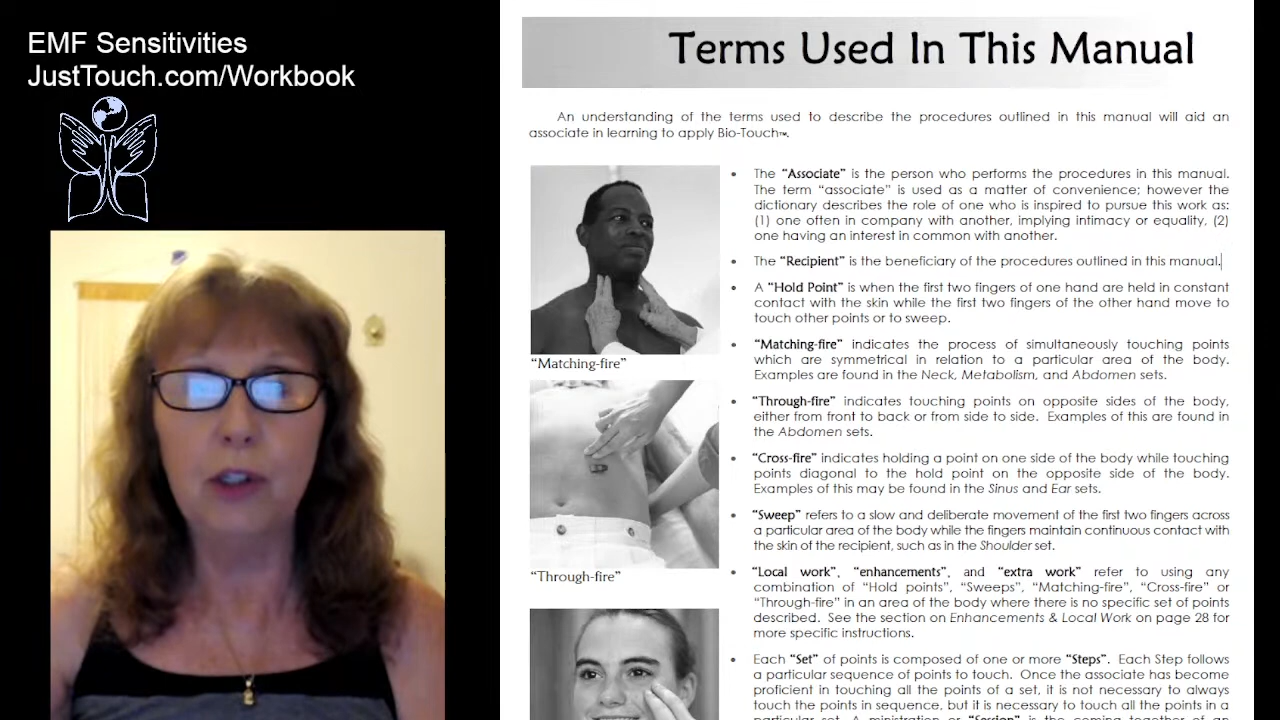 EMF Sensitivities
JustTouch.com/Workbook
Terms Used In This Manual
An understanding of the terms used to describe the procedures outlined in this manual will aid an
associate in learning to apply Bio-Touch™.
• The “Associate” is the person who performs the procedures in this manual.
The term “associate” is used as a matter of convenience; however the
dictionary describes the role of one who is inspired to pursue this work as:
(1) one often in company with another, implying intimacy or equality, (2)
one having an interest in common with another.
• The “Recipient” is the beneficiary of the procedures outlined in this manual.
• A “Hold Point” is when the first two fingers of one hand are held in constant
contact with the skin while the first two fingers of the other hand move to
touch other points or to sweep.
“Matching-fire”
• “Matching-fire” indicates the process of simultaneously touching points
which are symmetrical in relation to a particular area of the body.
Examples are found in the Neck, Metabolism, and Abdomen sets.
• “Through-fire” indicates touching points on opposite sides of the body,
either from front to back or from side to side. Examples of this are found in
the Abdomen sets.
• “Cross-fire” indicates holding a point on one side of the body while touching
points diagonal to the hold point on the opposite side of the body.
Examples of this may be found in the Sinus and Ear sets.
• “Sweep” refers to a slow and deliberate movement of the first two fingers across
a particular area of the body while the fingers maintain continuous contact with
the skin of the recipient, such as in the Shoulder set.
“Through-fire”
• “Local work”, “enhancements”, and “extra work” refer to using any
combination of “Hold points”, “Sweeps”, “Matching-fire”, “Cross-fire” or
“Through-fire” in an area of the body where there is no specific set of points
described. See the section on Enhancements & Local Work on page 28 for
more specific instructions.
• Each “Set” of points is composed of one or more “Steps”. Each Step follows
a particular sequence of points to touch. Once the associate has become
proficient in touching all the points of a set, it is not necessary to always
touch the points in sequence, but it is necessary to touch all the points in a
particular set. A ministration or “Session” is the coming together of an